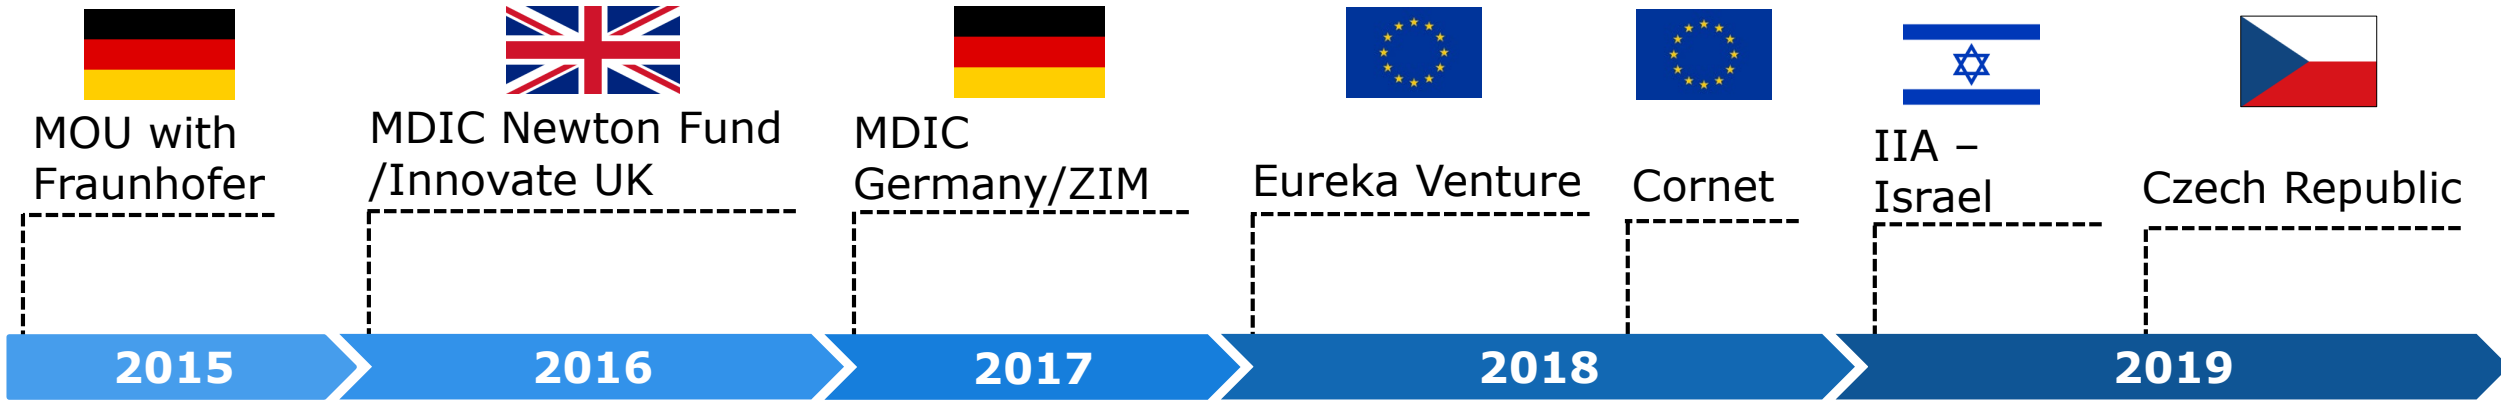 MOU with
Fraunhofer
MDIC Newton Fund
/Innovate UK
MDIC
Germany/ZIM
Eureka Venture
Cornet
IIA –
Israel
Czech Republic
2015
2016
2017
2018
2019